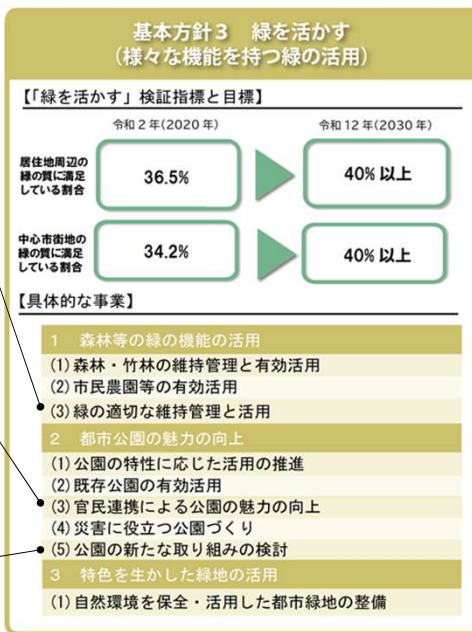 基本方針3 緑を活かす
（様々な機能を持つ緑の活用）
【「緑を活かす」検証指標と目標】
令和2年(2020年) 令和12年(2030年)
居住地周辺の
緑の質に満足
している割合
36.5% 40%以上
中心市街地の
緑の質に満足
している割合
34.2% 40%以上
【具体的な事業】
1 森林等の緑の機能の活用
(1)森林・竹林の維持管理と有効活用
(2)市民農園等の有効活用
(3)緑の適切な維持管理と活用
2 都市公園の魅力の向上
(1)公園の特性に応じた活用の推進
(2)既存公園の有効活用
(3)官民連携による公園の魅力の向上
(4)災害に役立つ公園づくり
(5)公園の新たな取り組みの検討
3 特色を生かした緑地の活用
(1)自然環境を保全・活用した都市緑地の整備